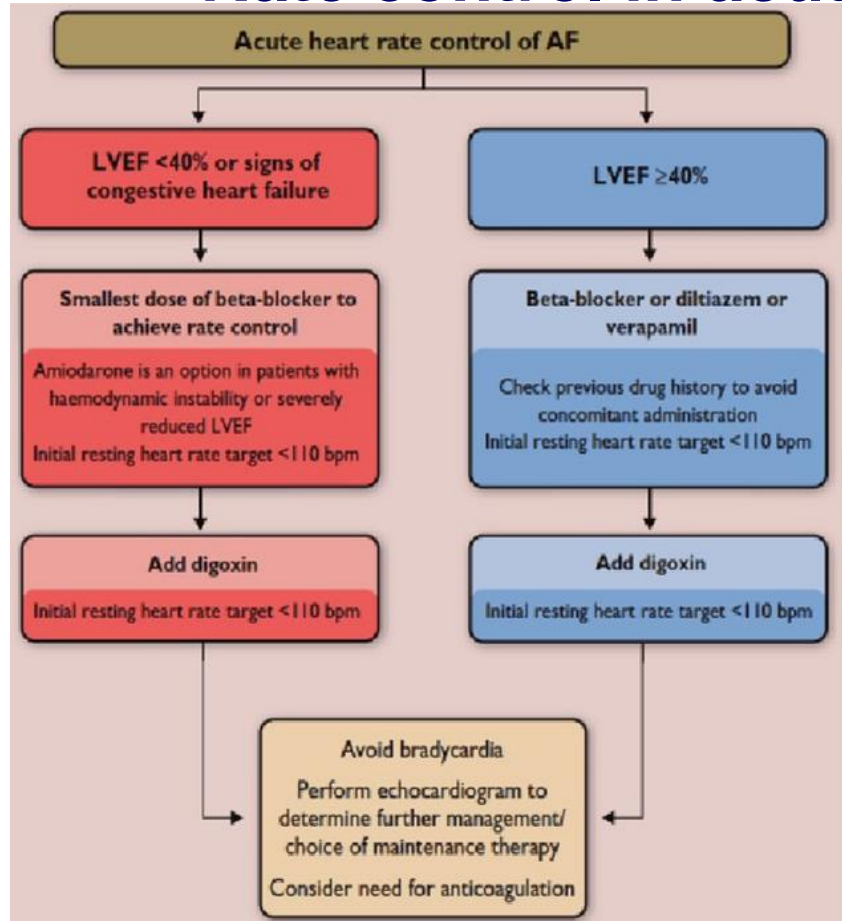 Acute heart rate control of AF
LVEF <40% or signs of
congestive heart failure
LVEF ≥40%
Smallest dose of beta-blocker to
achieve rate control
Amiodarone is an option in patients with
haemodynamic instability or severely
reduced LVEF
Initial resting heart rate target <110 bpm
Beta-blocker or diltiazem or
verapamil
Check previous drug history to avoid
concomitant administration
Initial resting heart rate target <110 bpm
Add digoxin
Initial resting heart rate target <110 bpm
Add digoxin
Initial resting heart rate target <110 bpm
Avoid bradycardia
Perform echocardiogram to
determine further management/
choice of maintenance therapy
Consider need for anticoagulation